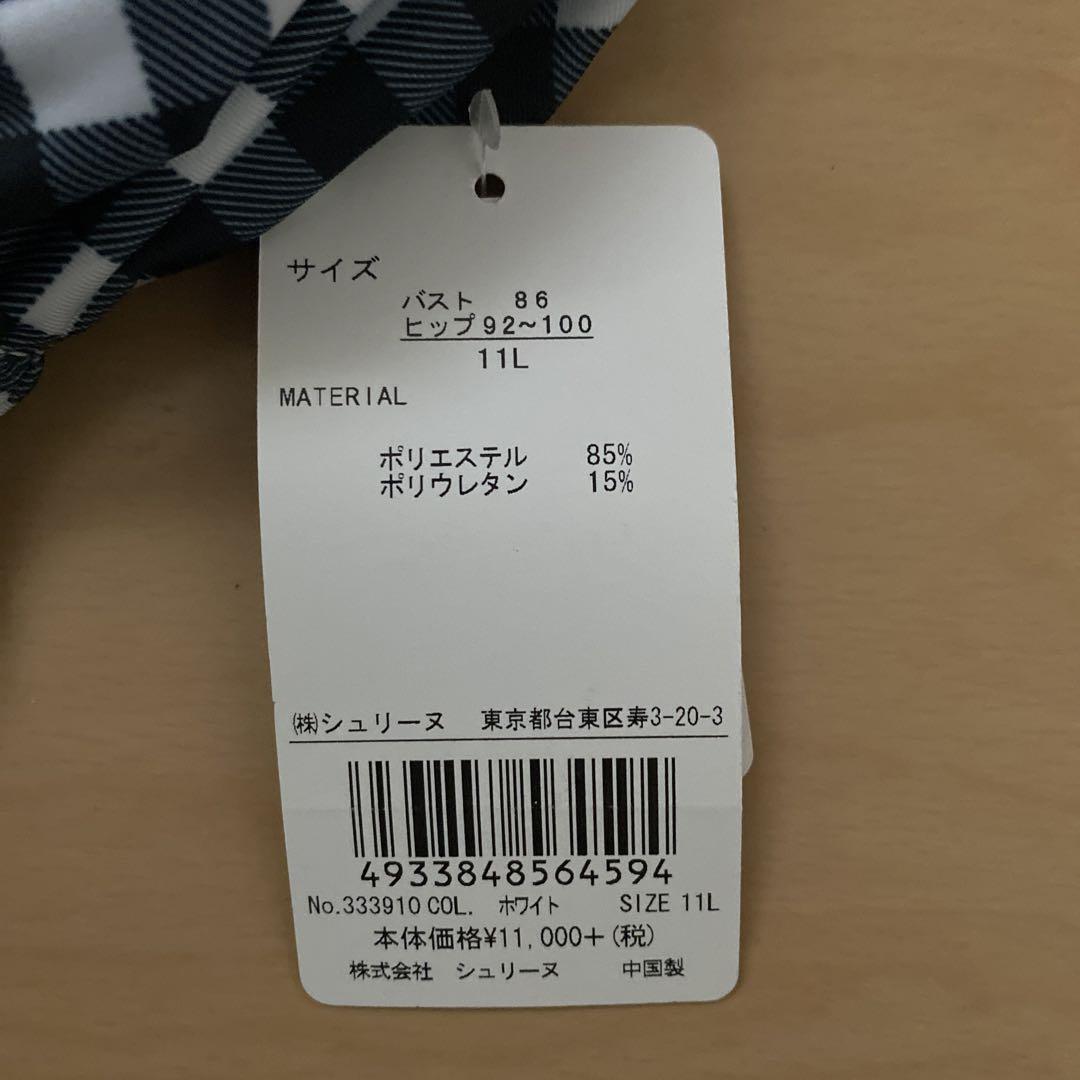 サイズ
バスト 86
ヒップ 92~100
11L
MATERIAL
ポリエステル 85%
ポリウレタン 15%
㈱シュリーヌ 東京都台東区寿3-20-3
4933848564594
No.333910 COL. ホワイト SIZE 11L
本体価格¥11,000+(税)
株式会社 シュリーヌ 中国製